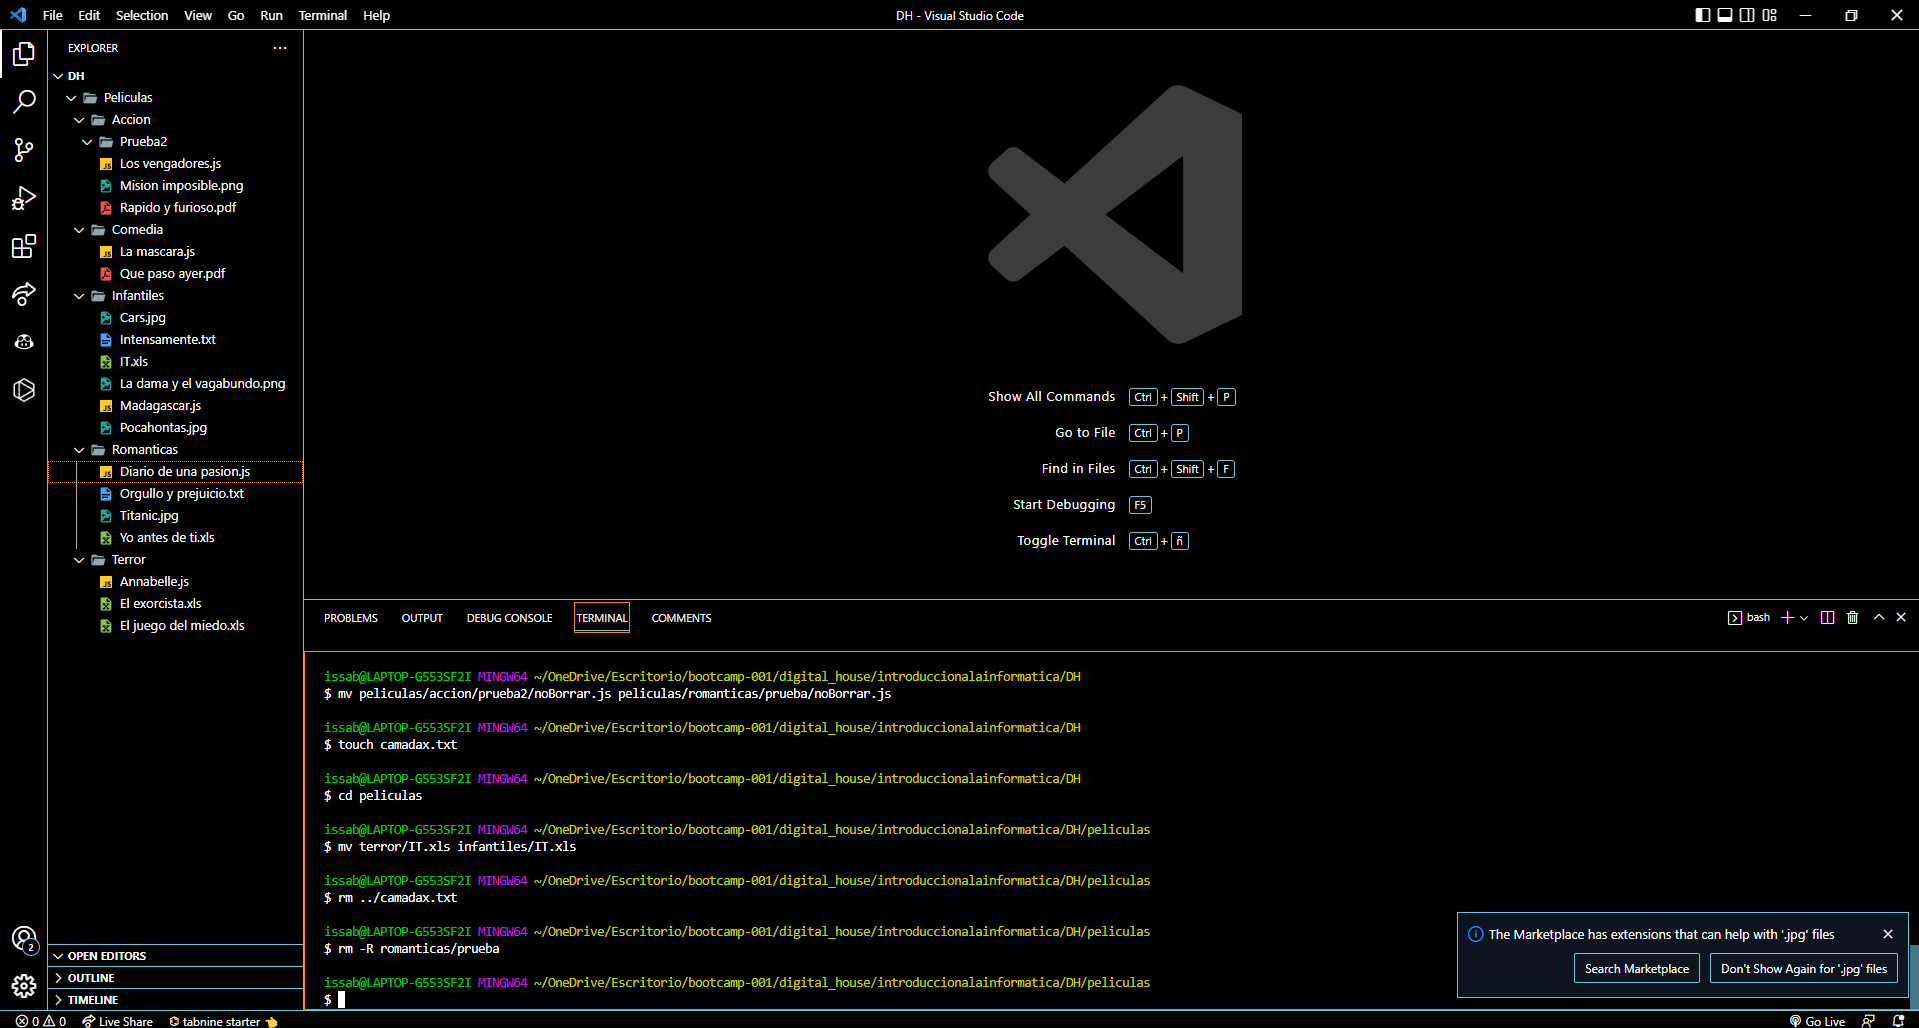 File Edit Selection View Go Run Terminal Help
DH - Visual Studio Code
EXPLORER
DH
Peliculas
Accion
Prueba2
Los vengadores.js
Mision imposible.png
Rapido y furioso.pdf
Comedia
La mascara.js
Que paso ayer.pdf
Infantiles
Cars.jpg
Intensamente.txt
IT.xls
La dama y el vagabundo.png
Madagascar.js
Pocahontas.jpg
Romanticas
Diario de una pasion.js
Orgullo y prejuicio.txt
Titanic.jpg
Yo antes de ti.xls
Terror
Annabelle.js
El exorcista.xls
El juego del miedo.xls
OPEN EDITORS
OUTLINE
TIMELINE
2
Show All Commands Ctrl + Shift + P
Go to File Ctrl + P
Find in Files Ctrl + Shift + F
Start Debugging F5
Toggle Terminal Ctrl + ñ
PROBLEMS OUTPUT DEBUG CONSOLE TERMINAL COMMENTS
bash
issab@LAPTOP-G553SF2I MINGW64 ~/OneDrive/Escritorio/bootcamp-001/digital_house/introduccionalainformatica/DH
$ mv peliculas/accion/prueba2/noBorrar.js peliculas/romanticas/prueba/noBorrar.js
issab@LAPTOP-G553SF2I MINGW64 ~/OneDrive/Escritorio/bootcamp-001/digital_house/introduccionalainformatica/DH
$ touch camadax.txt
issab@LAPTOP-G553SF2I MINGW64 ~/OneDrive/Escritorio/bootcamp-001/digital_house/introduccionalainformatica/DH
$ cd peliculas
issab@LAPTOP-G553SF2I MINGW64 ~/OneDrive/Escritorio/bootcamp-001/digital_house/introduccionalainformatica/DH/peliculas
$ mv terror/IT.xls infantiles/IT.xls
issab@LAPTOP-G553SF2I MINGW64 ~/OneDrive/Escritorio/bootcamp-001/digital_house/introduccionalainformatica/DH/peliculas
$ rm ../camadax.txt
issab@LAPTOP-G553SF2I MINGW64 ~/OneDrive/Escritorio/bootcamp-001/digital_house/introduccionalainformatica/DH/peliculas
$ rm -R romanticas/prueba
issab@LAPTOP-G553SF2I MINGW64 ~/OneDrive/Escritorio/bootcamp-001/digital_house/introduccionalainformatica/DH/peliculas
$
The Marketplace has extensions that can help with '.jpg' files
Search Marketplace Don't Show Again for '.jpg' files
0 0 Live Share tabnine starter Go Live